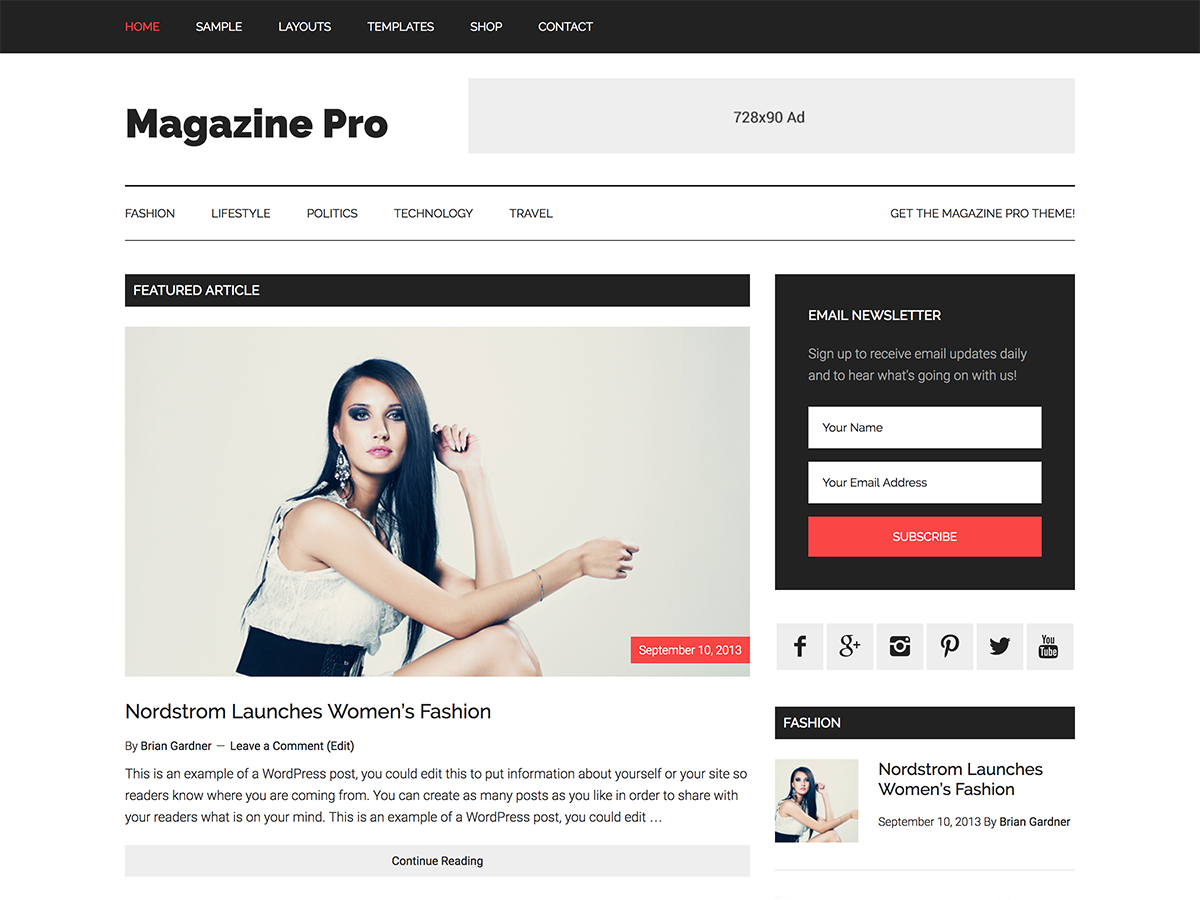 HOME SAMPLE LAYOUTS TEMPLATES SHOP CONTACT
Magazine Pro
728x90 Ad
FASHION LIFESTYLE POLITICS TECHNOLOGY TRAVEL GET THE MAGAZINE PRO THEME!
FEATURED ARTICLE
September 10, 2013
Nordstrom Launches Women’s Fashion
By Brian Gardner — Leave a Comment (Edit)
This is an example of a WordPress post, you could edit this to put information about yourself or your site so
readers know where you are coming from. You can create as many posts as you like in order to share with
your readers what is on your mind. This is an example of a WordPress post, you could edit …
Continue Reading
EMAIL NEWSLETTER
Sign up to receive email updates daily
and to hear what's going on with us!
Your Name
Your Email Address
SUBSCRIBE
g+
You
Tube
FASHION
Nordstrom Launches
Women’s Fashion
September 10, 2013 By Brian Gardner